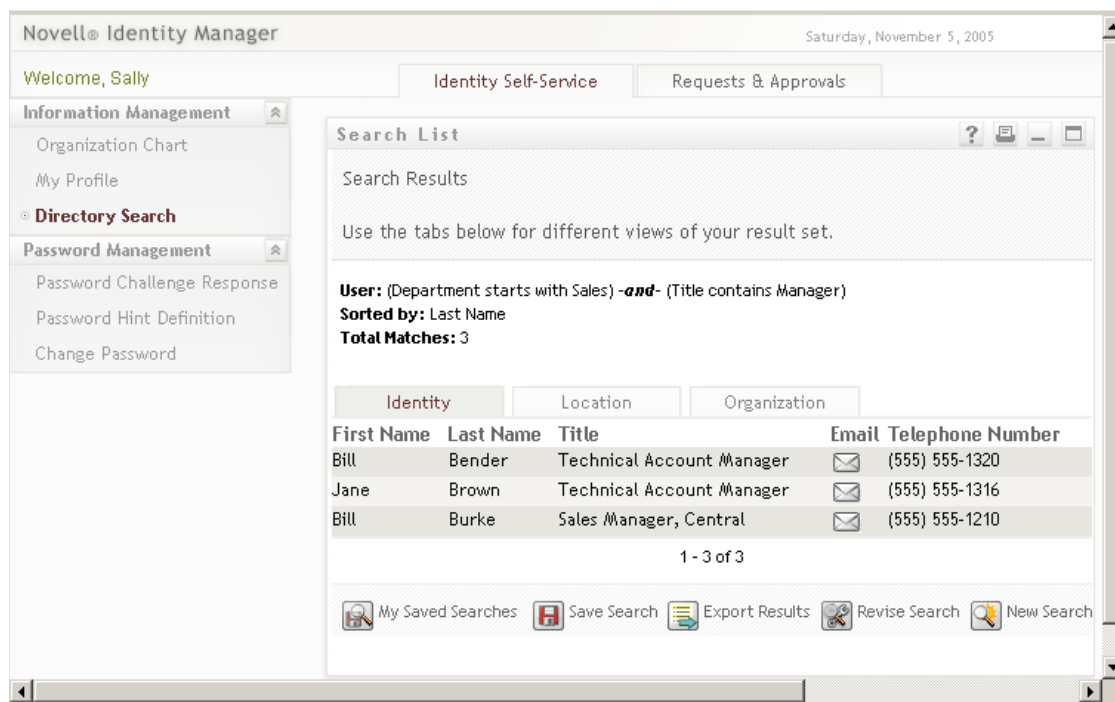 Novell® Identity Manager
Saturday, November 5, 2005
Welcome, Sally
Identity Self-Service
Requests & Approvals
Information Management
Organization Chart
My Profile
Directory Search
Password Management
Password Challenge Response
Password Hint Definition
Change Password
Search List
?
Search Results
Use the tabs below for different views of your result set.
User: (Department starts with Sales) -and- (Title contains Manager)
Sorted by: Last Name
Total Matches: 3
Identity Location Organization
First Name Last Name Title Email Telephone Number
Bill Bender Technical Account Manager (555) 555-1320
Jane Brown Technical Account Manager (555) 555-1316
Bill Burke Sales Manager, Central (555) 555-1210
1 - 3 of 3
My Saved Searches Save Search Export Results Revise Search New Search